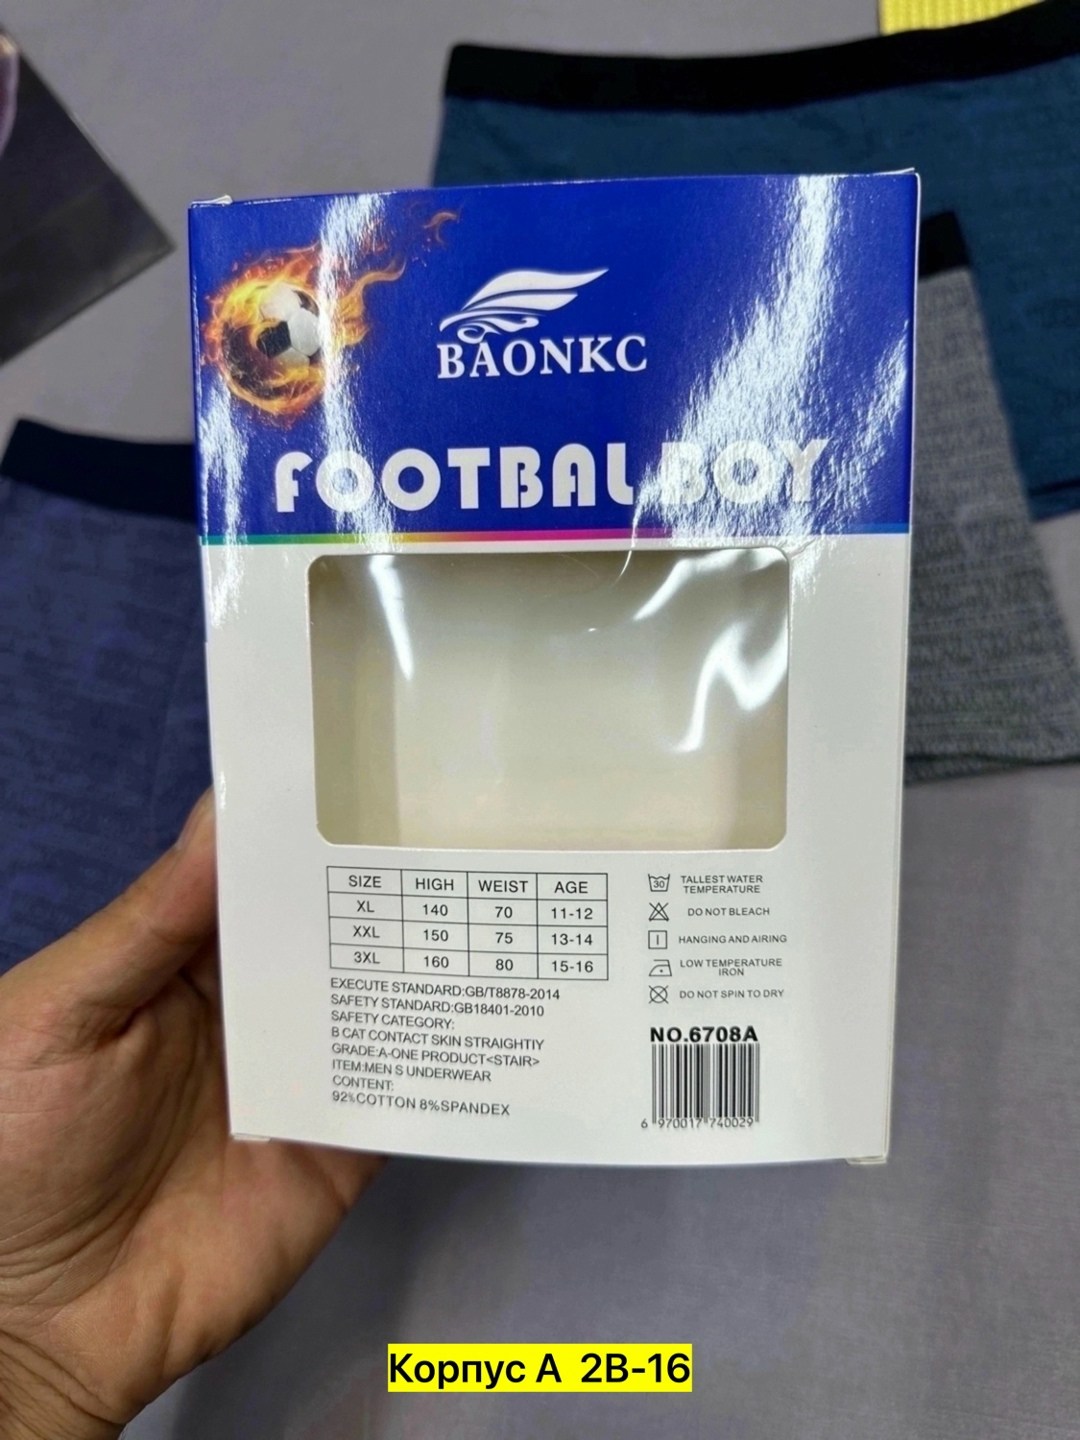 BAONKC
FOOTBAL BOY
SIZE HIGH WEIST AGE
XL 140 70 11-12
XXL 150 75 13-14
3XL 160 80 15-16
EXECUTE STANDARD:GB/T8878-2014
SAFETY STANDARD:GB18401-2010
SAFETY CATEGORY:
B CAT CONTACT SKIN STRAIGHTIY
GRADE:A-ONE PRODUCT<STAIR>
ITEM:MEN S UNDERWEAR
CONTENT:
92%COTTON 8%SPANDEX
30 TALLEST WATER
TEMPERATURE
DO NOT BLEACH
HANGING AND AIRING
LOW TEMPERATURE
IRON
DO NOT SPIN TO DRY
NO.6708A
6 970017 740029
Корпус А 2В-16